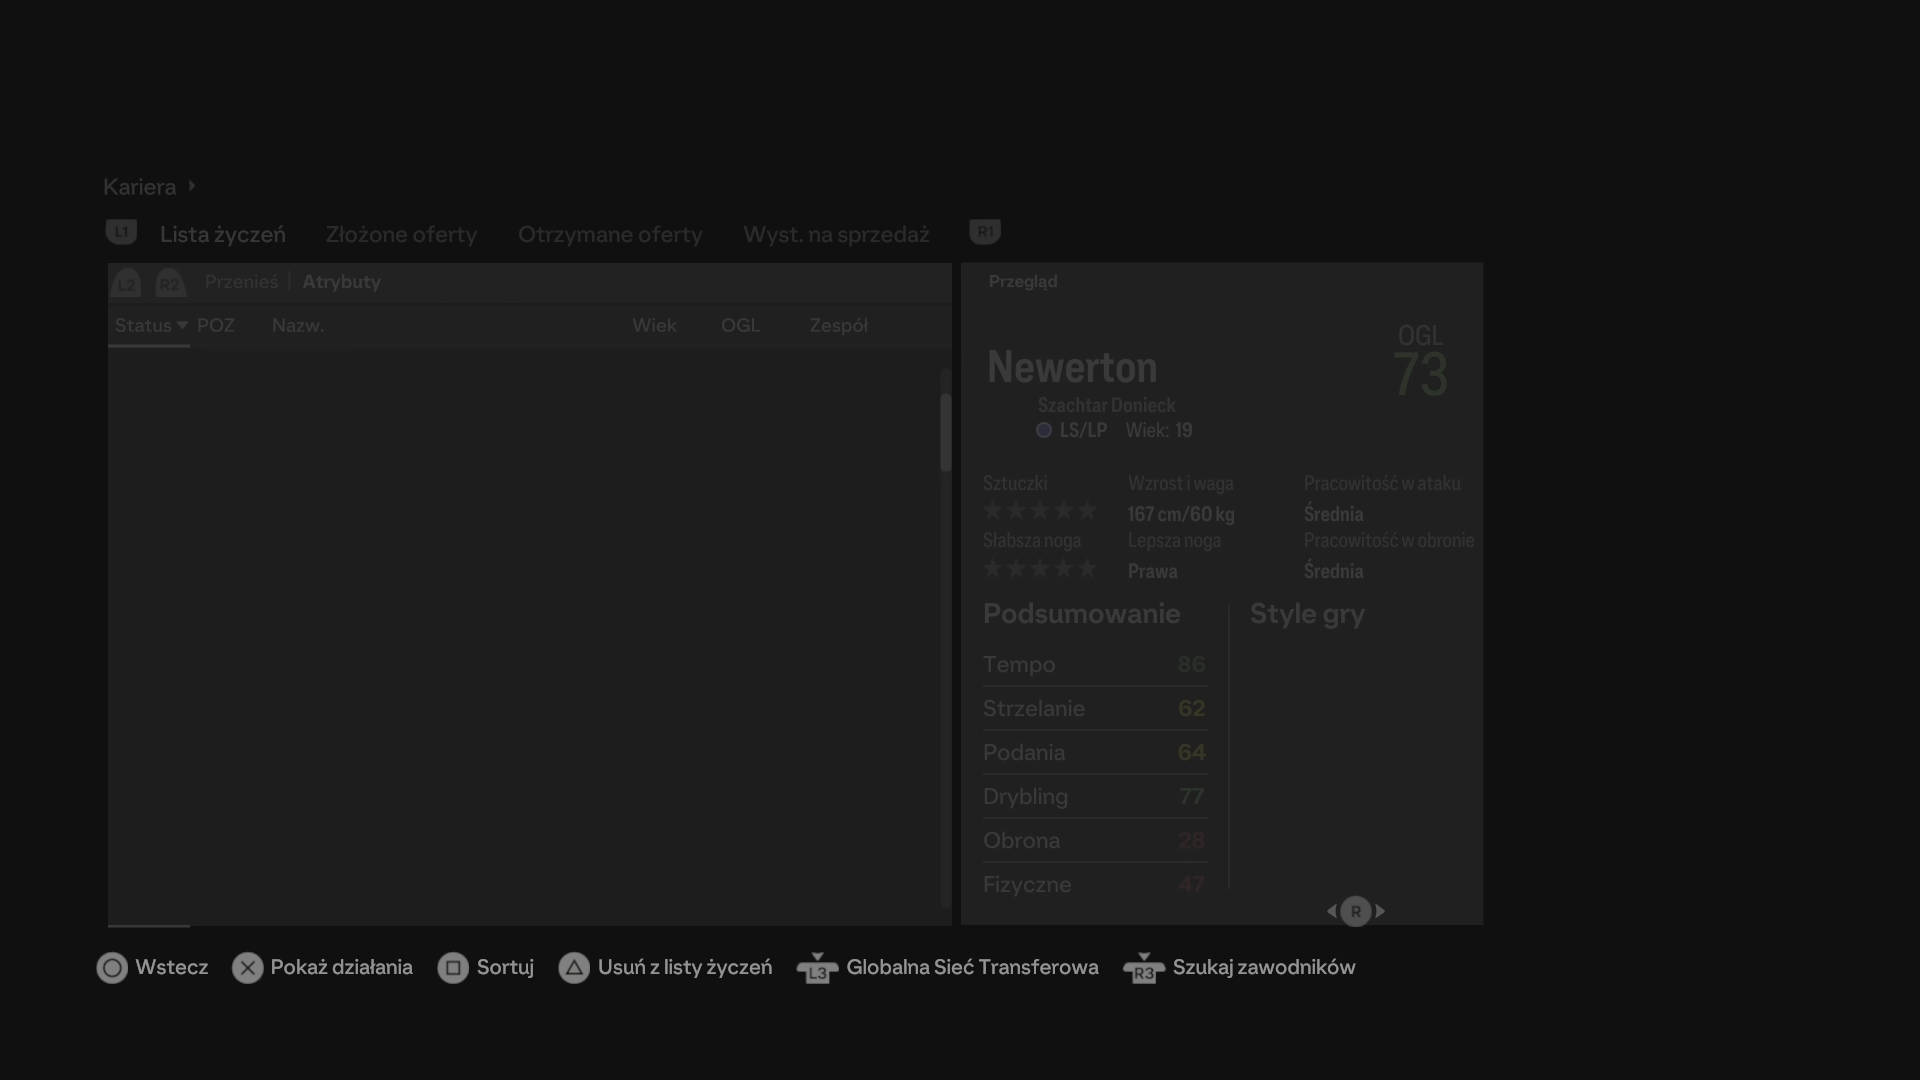 Kariera
L1 Lista życzeń Złożone oferty Otrzymane oferty Wyst. na sprzedaż R1
L2 R2 Przenieś Atrybuty
Status POZ Nazw. Wiek OGL Zespół
Przegląd
OGL
Newerton 73
Szachtar Donieck
LS/LP Wiek: 19
Sztuczki Wzrost i waga Pracowitość w ataku
167 cm/60 kg Średnia
Słabsza noga Lepsza noga Pracowitość w obronie
Prawa Średnia
Podsumowanie Style gry
Tempo 86
Strzelanie 62
Podania 64
Drybling 77
Obrona 28
Fizyczne 47
R
Wstecz Pokaż działania Sortuj Usuń z listy życzeń L3 Globalna Sieć Transferowa R3 Szukaj zawodników